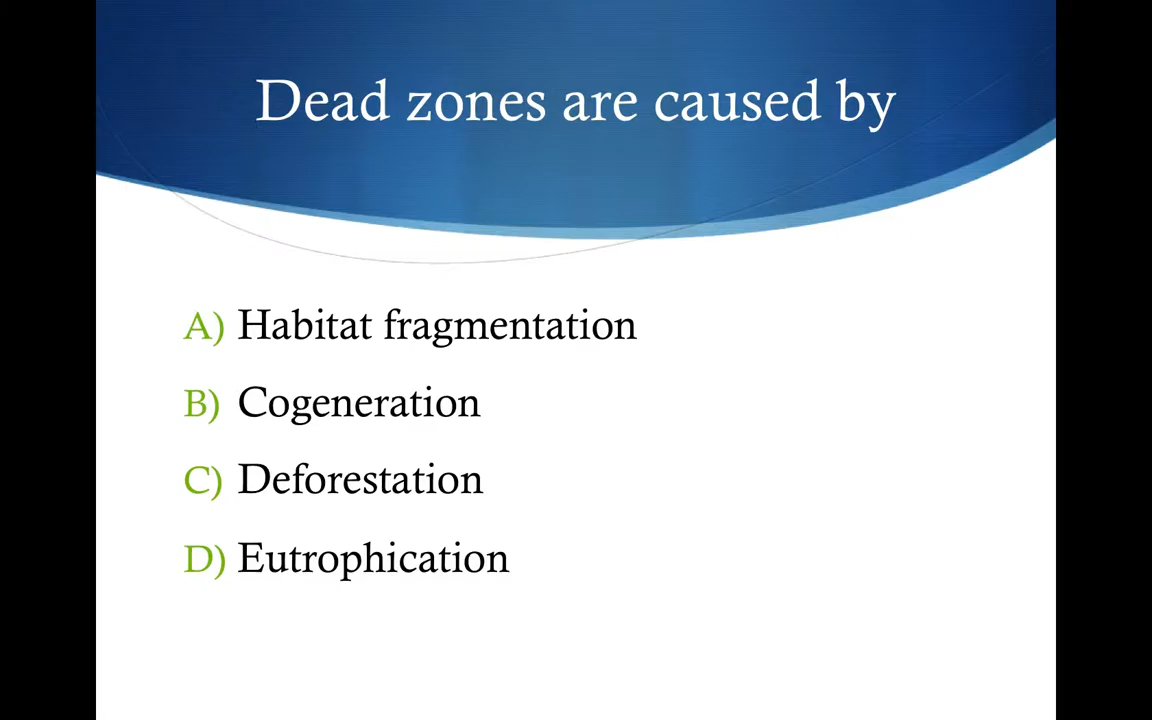 Dead zones are caused by
A) Habitat fragmentation
B) Cogeneration
C) Deforestation
D) Eutrophication